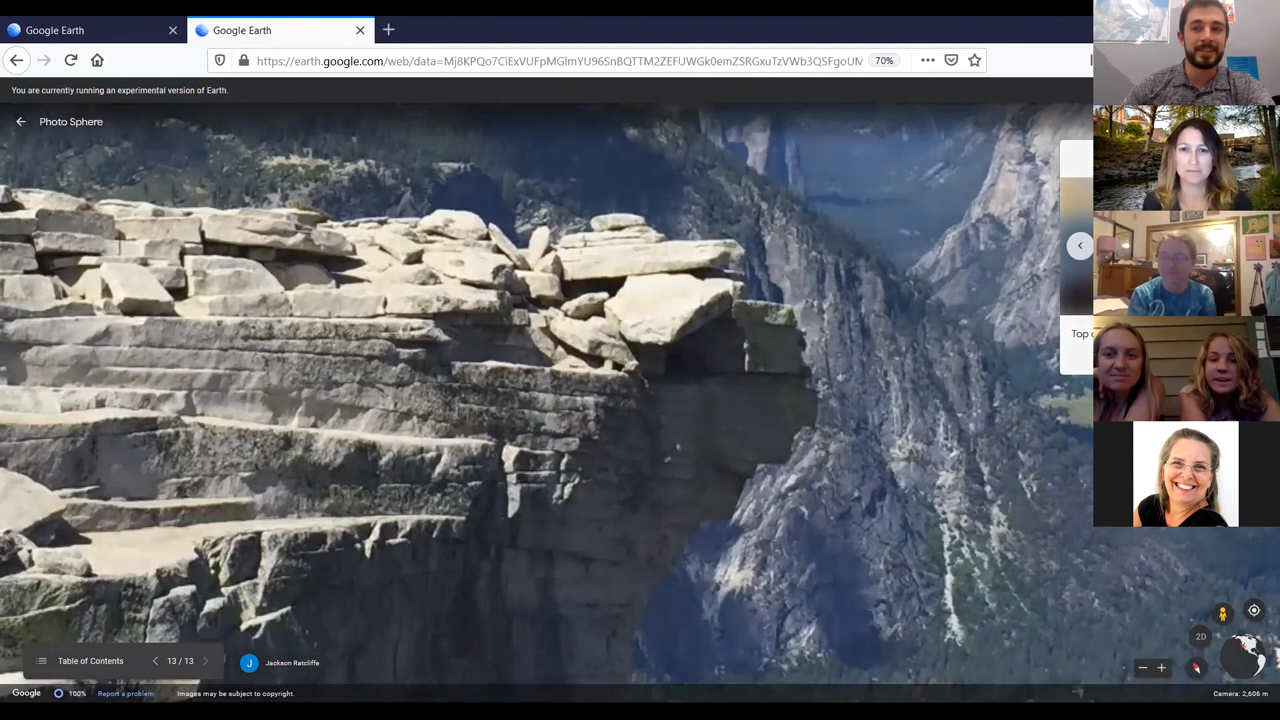 Google Earth
Google Earth
https://earth.google.com/web/data=Mj8KPQo7CjkKITFpMGlmYU96SnBQTTM2ZEFUWGk0emZSRGxuTzVWb3QSFgoUM
70%
You are currently running an experimental version of Earth.
Photo Sphere
Top
Table of Contents
13 / 13
J
Jackson Ratcliffe
2D
Google
100%
Report a problem
Images may be subject to copyright.
Camera: 2,606 m